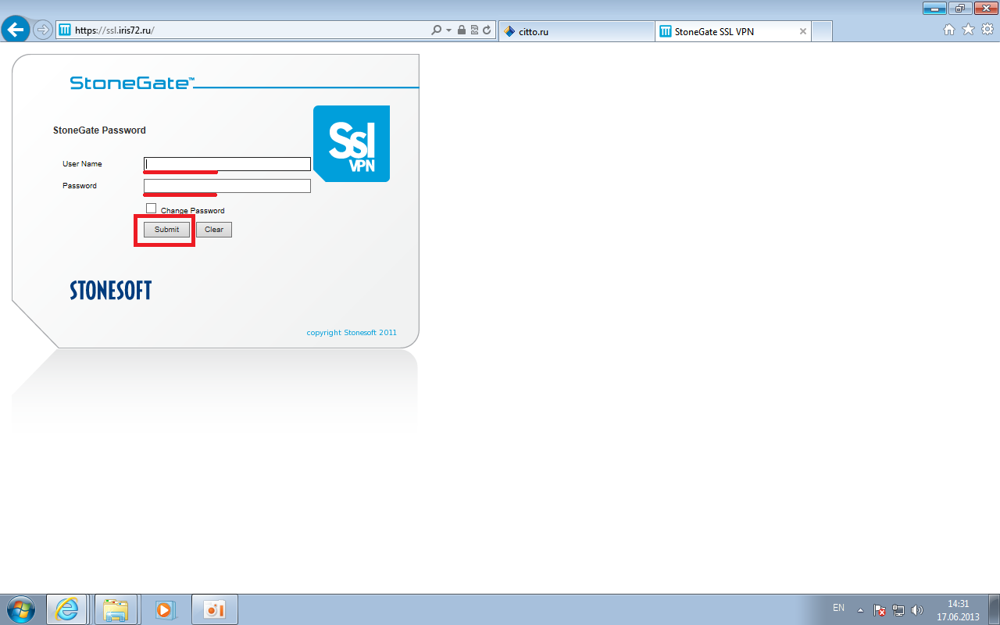 https://ssl.iris72.ru/
citto.ru
StoneGate SSL VPN
StoneGate™
StoneGate Password
Ssl
VPN
User Name
Password
Change Password
Submit
Clear
STONESOFT
copyright Stonesoft 2011
EN
14:31
17.06.2013